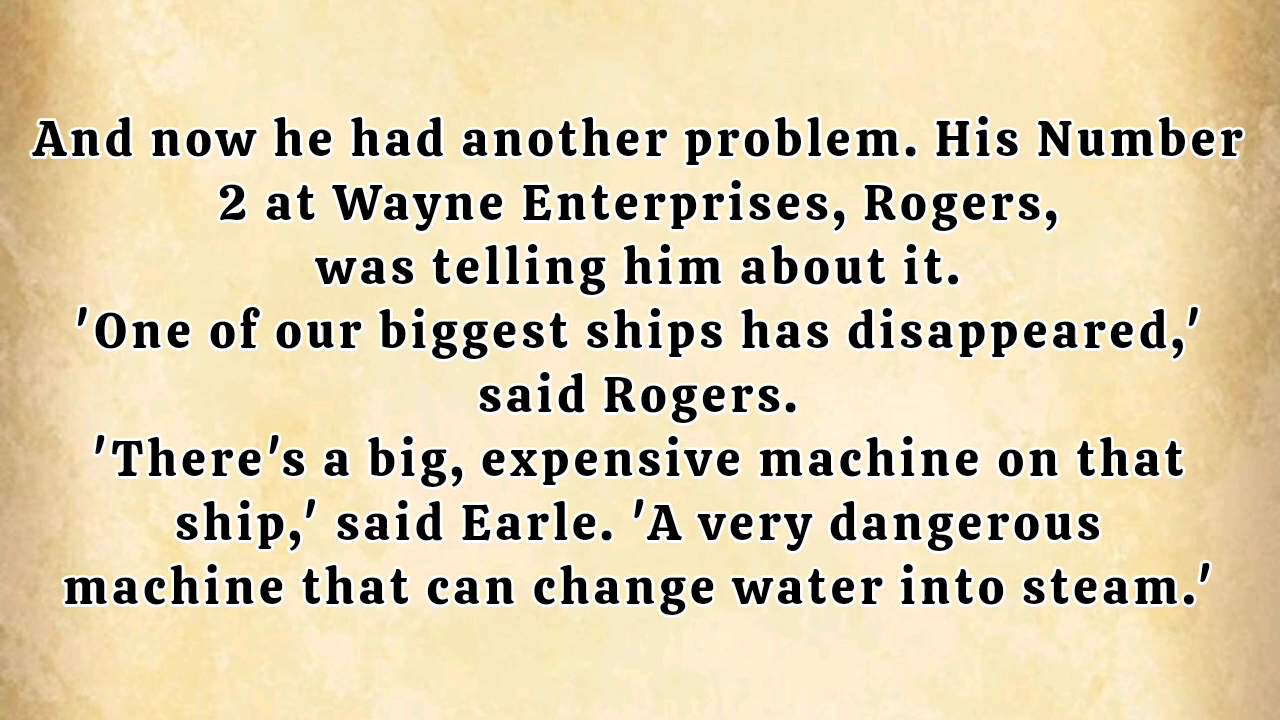 And now he had another problem. His Number
2 at Wayne Enterprises, Rogers,
was telling him about it.
'One of our biggest ships has disappeared,'
said Rogers.
'There's a big, expensive machine on that
ship,' said Earle. 'A very dangerous
machine that can change water into steam.'